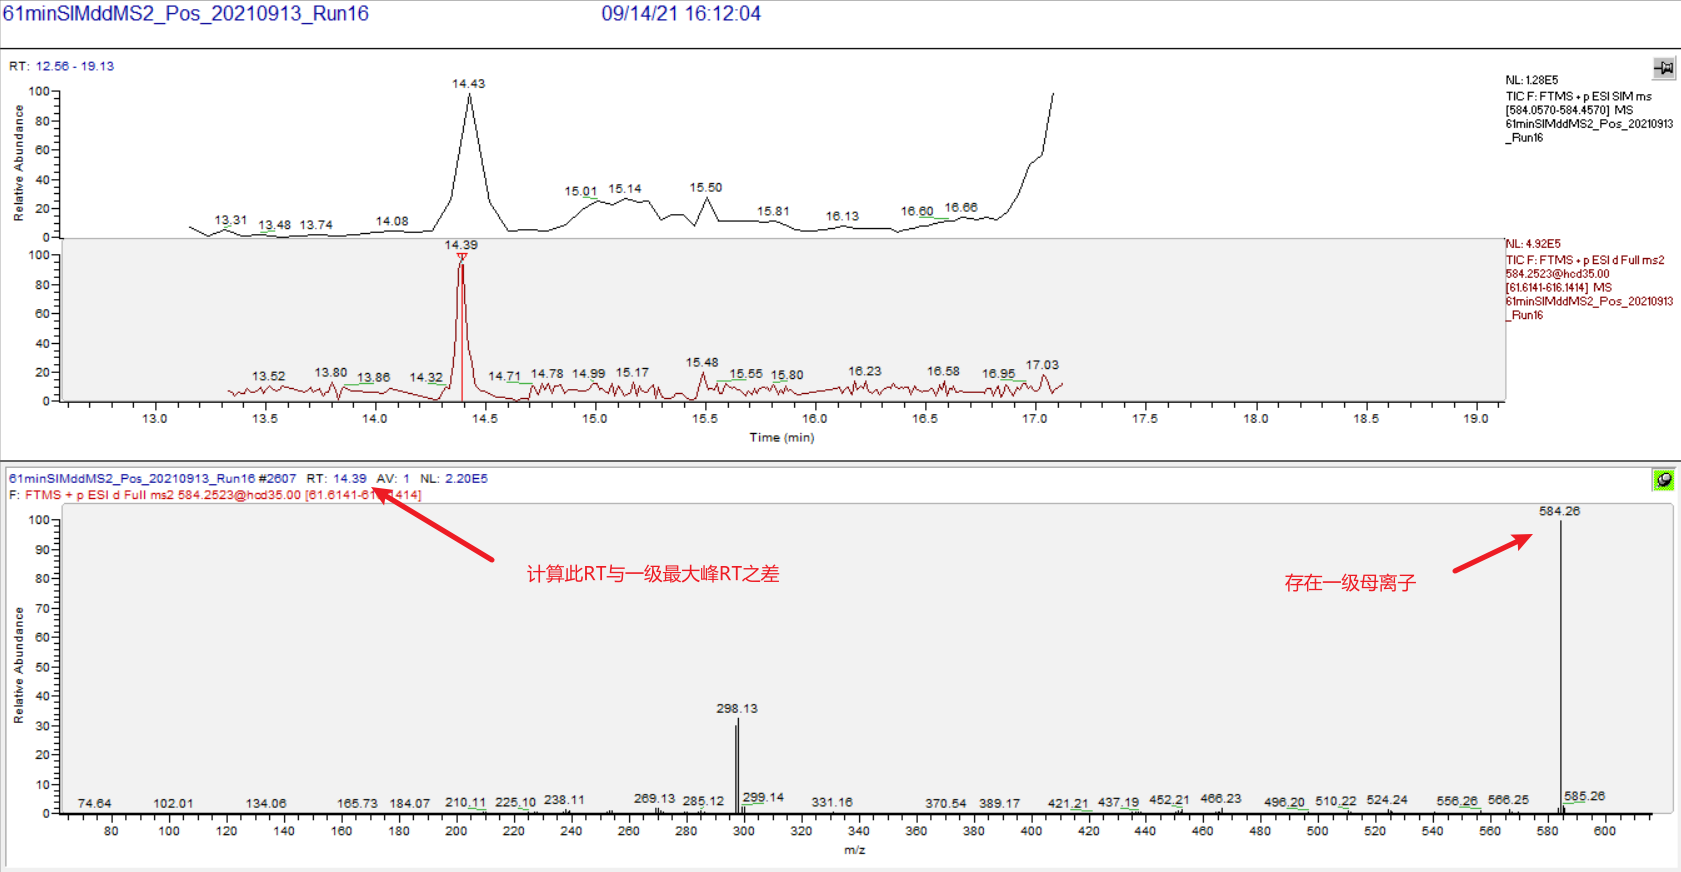 61minSIMddMS2_Pos_20210913_Run16 09/14/21 16:12:04
RT: 12.56 - 19.13
NL: 1.28E5
TIC F: FTMS + p ESI SIM ms
[584.0570-584.4570] MS
61minSIMddMS2_Pos_20210913
_Run16
Relative Abundance
100
80
60
40
20
0
14.43
13.31 13.48 13.74 14.08 15.01 15.14 15.50 15.81 16.13 16.60 16.66
NL: 4.92E5
TIC F: FTMS + p ESI d Full ms2
584.2523@hcd35.00
[61.6141-616.1414] MS
61minSIMddMS2_Pos_20210913
_Run16
100
80
60
40
20
0
14.39
13.52 13.80 13.86 14.32 14.71 14.78 14.99 15.17 15.48 15.55 15.80 16.23 16.58 16.95 17.03
13.0 13.5 14.0 14.5 15.0 15.5 16.0 16.5 17.0 17.5 18.0 18.5 19.0
Time (min)
61minSIMddMS2_Pos_20210913_Run16 #2607 RT: 14.39 AV: 1 NL: 2.20E5
F: FTMS + p ESI d Full ms2 584.2523@hcd35.00 [61.6141-61 1414]
计算此RT与一级最大峰RT之差
存在一级母离子
Relative Abundance
100
90
80
70
60
50
40
30
20
10
0
584.26
298.13
74.64 102.01 134.06 165.73 184.07 210.11 225.10 238.11 269.13 285.12 299.14 331.16 370.54 389.17 421.21 437.19 452.21 466.23 496.20 510.22 524.24 556.26 566.25 585.26
80 100 120 140 160 180 200 220 240 260 280 300 320 340 360 380 400 420 440 460 480 500 520 540 560 580 600
m/z